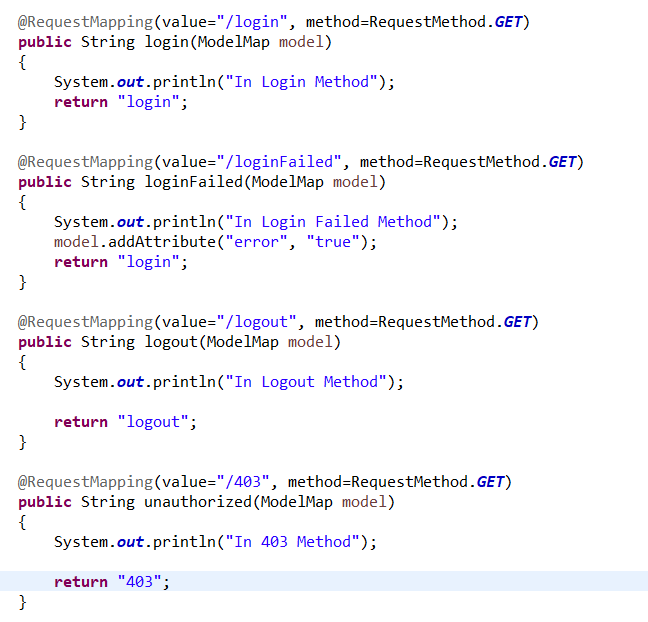 @RequestMapping(value="/login", method=RequestMethod.GET)
public String login(ModelMap model)
{
    System.out.println("In Login Method");
    return "login";
}

@RequestMapping(value="/loginFailed", method=RequestMethod.GET)
public String loginFailed(ModelMap model)
{
    System.out.println("In Login Failed Method");
    model.addAttribute("error", "true");
    return "login";
}

@RequestMapping(value="/logout", method=RequestMethod.GET)
public String logout(ModelMap model)
{
    System.out.println("In Logout Method");

    return "logout";
}

@RequestMapping(value="/403", method=RequestMethod.GET)
public String unauthorized(ModelMap model)
{
    System.out.println("In 403 Method");

    return "403";
}